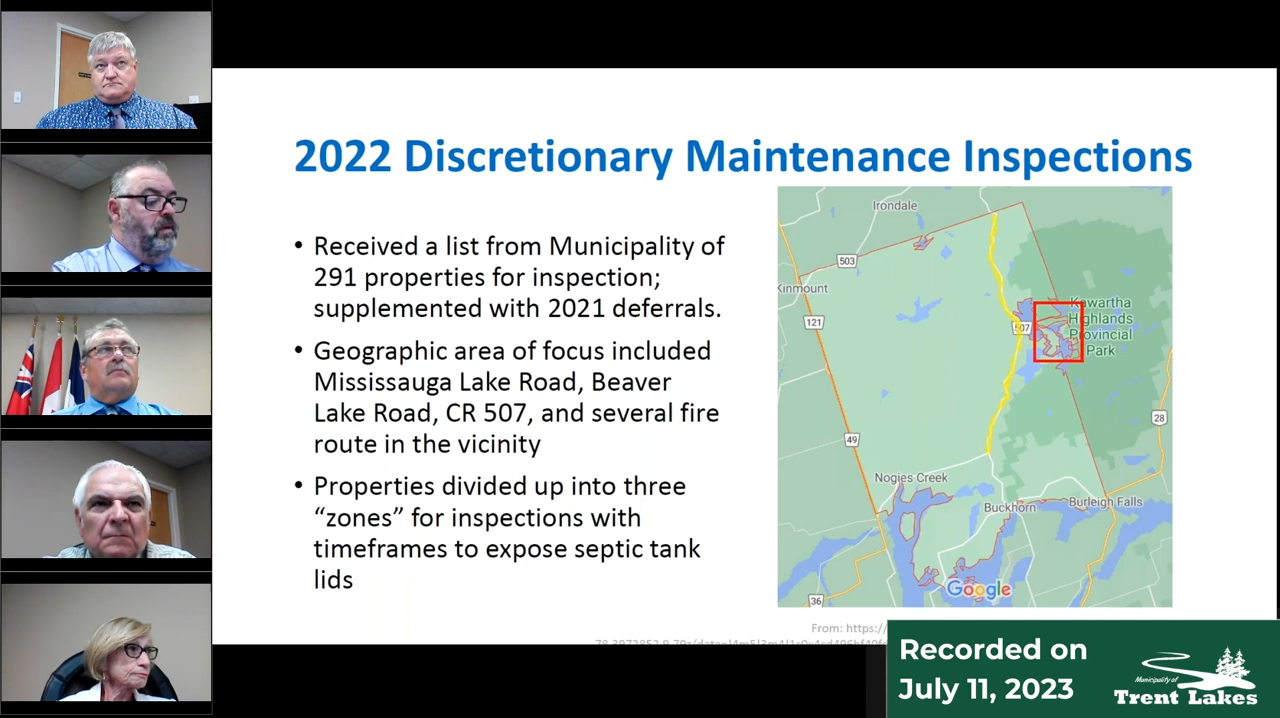 2022 Discretionary Maintenance Inspections
• Received a list from Municipality of
291 properties for inspection;
supplemented with 2021 deferrals.
• Geographic area of focus included
Mississauga Lake Road, Beaver
Lake Road, CR 507, and several fire
route in the vicinity
• Properties divided up into three
“zones” for inspections with
timeframes to expose septic tank
lids
Irondale
503
Kinmount
121
507
Kawartha
Highlands
Provincial
Park
28
49
Nogies Creek
Buckhorn
Burleigh Falls
36
Google
From: https://
Recorded on
July 11, 2023
Municipality of
Trent Lakes